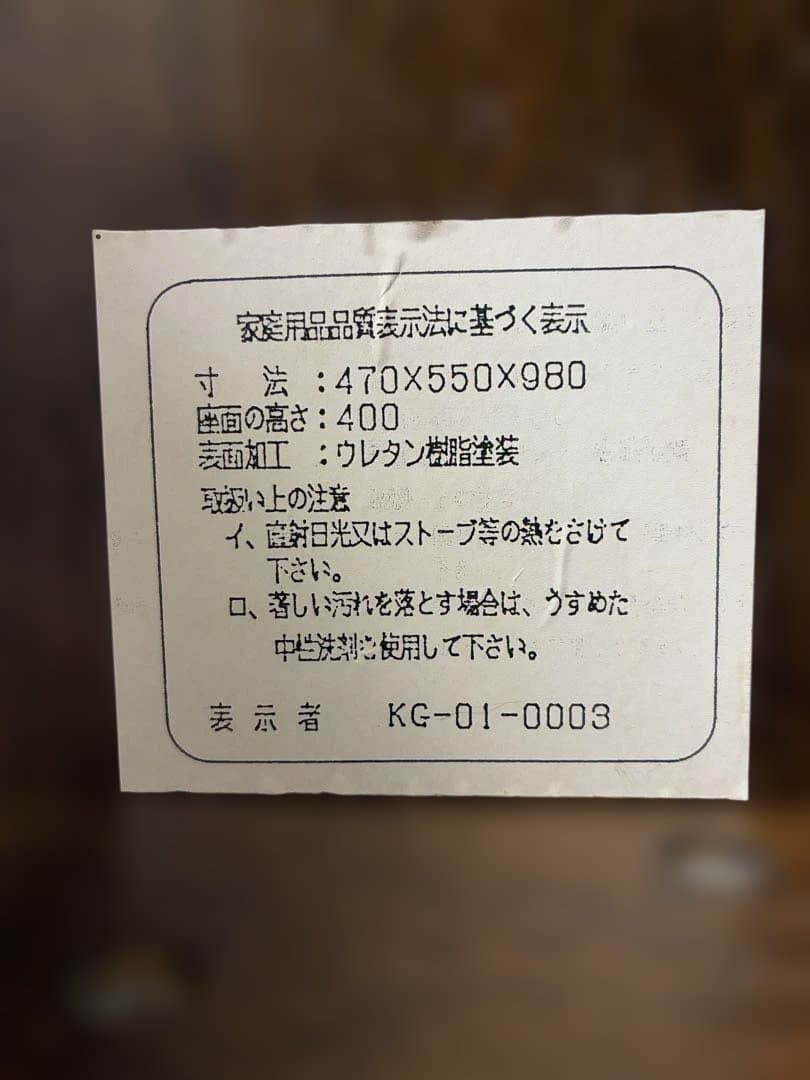 家庭用品品質表示法に基づく表示
寸　法　：470×550×980
座面の高さ：400
表面加工　：ウレタン樹脂塗装
取扱い上の注意
イ、直射日光又はストーブ等の熱をさけて
下さい。
ロ、著しい汚れを落とす場合は、うすめた
中性洗剤を使用して下さい。
表 示 者　KG-01-0003